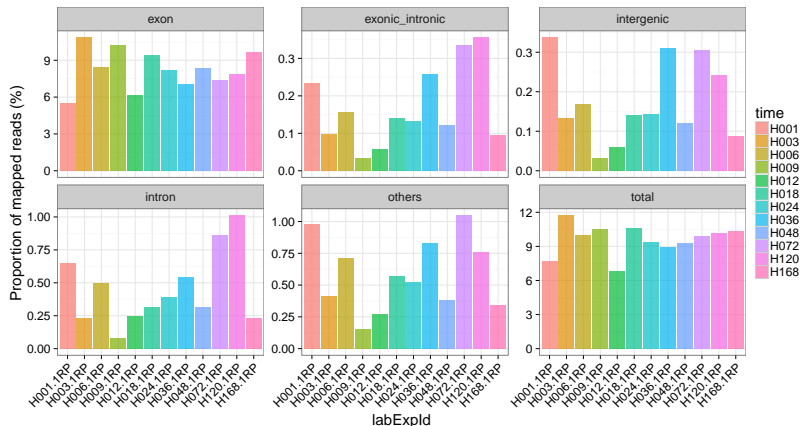 exon
exonic_intronic
intergenic
9
6
3
0
0.3
0.2
0.1
0.0
0.3
0.2
0.1
0.0
intron
others
total
1.00
0.75
0.50
0.25
0.00
1.00
0.75
0.50
0.25
0.00
12
9
6
3
0
Proportion of mapped reads (%)
H001.1RP
H003.1RP
H006.1RP
H009.1RP
H012.1RP
H018.1RP
H024.1RP
H036.1RP
H048.1RP
H072.1RP
H120.1RP
H168.1RP
H001.1RP
H003.1RP
H006.1RP
H009.1RP
H012.1RP
H018.1RP
H024.1RP
H036.1RP
H048.1RP
H072.1RP
H120.1RP
H168.1RP
H001.1RP
H003.1RP
H006.1RP
H009.1RP
H012.1RP
H018.1RP
H024.1RP
H036.1RP
H048.1RP
H072.1RP
H120.1RP
H168.1RP
labExpId
time
H001
H003
H006
H009
H012
H018
H024
H036
H048
H072
H120
H168